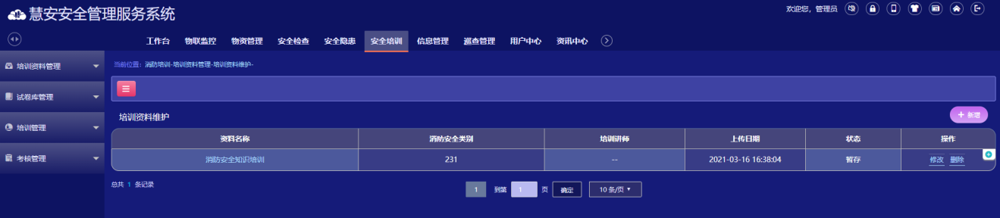 慧安安全管理服务系统
欢迎您，管理员
工作台 物联监控 物资管理 安全检查 安全隐患 安全培训 信息管理 巡查管理 用户中心 资讯中心
培训资料管理
试卷库管理
培训管理
考核管理
当前位置：消防培训-培训资料管理-培训资料维护-
培训资料维护
+ 新增
资料名称 消防安全类别 培训讲师 上传日期 状态 操作
消防安全知识培训 231 -- 2021-03-16 16:38:04 暂存 修改 删除
总共 1 条记录
1 到第 1 页 确定 10 条/页